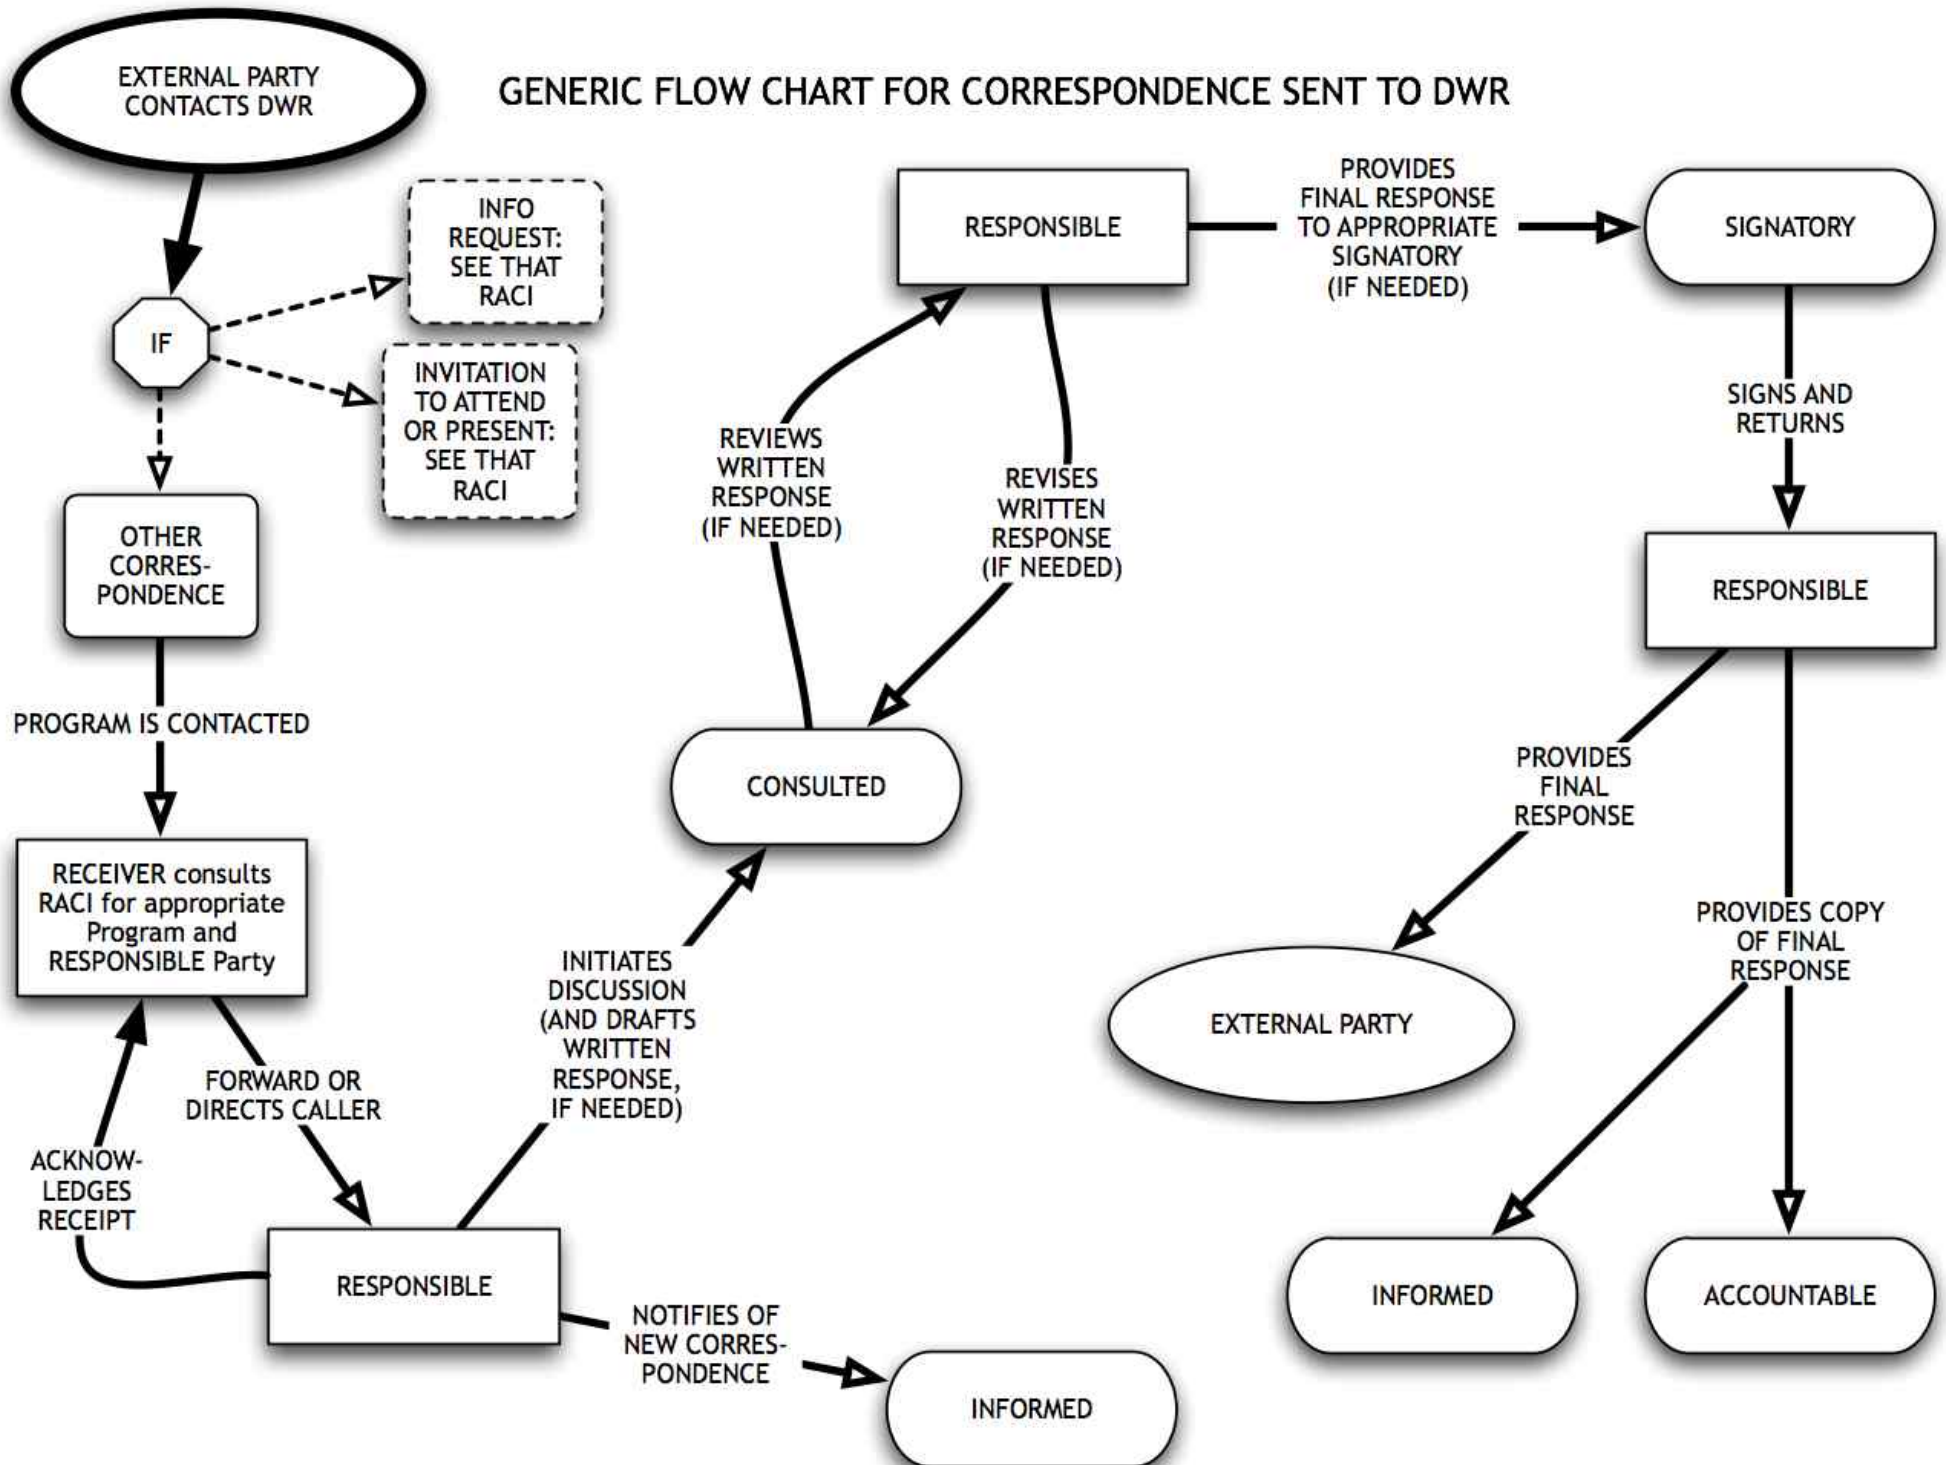 EXTERNAL PARTY
CONTACTS DWR
GENERIC FLOW CHART FOR CORRESPONDENCE SENT TO DWR
IF
INFO
REQUEST:
SEE THAT
RACI
INVITATION
TO ATTEND
OR PRESENT:
SEE THAT
RACI
OTHER
CORRES-
PONDENCE
PROGRAM IS CONTACTED
RECEIVER consults
RACI for appropriate
Program and
RESPONSIBLE Party
FORWARD OR
DIRECTS CALLER
ACKNOW-
LEDGES
RECEIPT
RESPONSIBLE
NOTIFIES OF
NEW CORRES-
PONDENCE
INFORMED
INITIATES
DISCUSSION
(AND DRAFTS
WRITTEN
RESPONSE,
IF NEEDED)
CONSULTED
REVIEWS
WRITTEN
RESPONSE
(IF NEEDED)
REVISES
WRITTEN
RESPONSE
(IF NEEDED)
RESPONSIBLE
PROVIDES
FINAL RESPONSE
TO APPROPRIATE
SIGNATORY
(IF NEEDED)
SIGNATORY
SIGNS AND
RETURNS
RESPONSIBLE
PROVIDES
FINAL
RESPONSE
EXTERNAL PARTY
PROVIDES COPY
OF FINAL
RESPONSE
INFORMED
ACCOUNTABLE